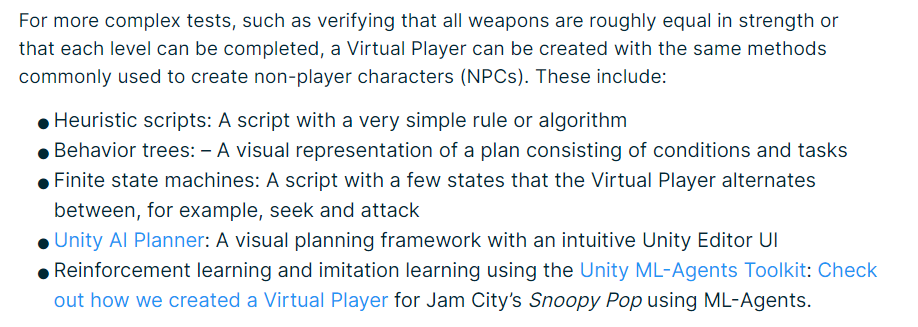 For more complex tests, such as verifying that all weapons are roughly equal in strength or
that each level can be completed, a Virtual Player can be created with the same methods
commonly used to create non-player characters (NPCs). These include:
● Heuristic scripts: A script with a very simple rule or algorithm
● Behavior trees: – A visual representation of a plan consisting of conditions and tasks
● Finite state machines: A script with a few states that the Virtual Player alternates
between, for example, seek and attack
● Unity AI Planner: A visual planning framework with an intuitive Unity Editor UI
● Reinforcement learning and imitation learning using the Unity ML-Agents Toolkit: Check
out how we created a Virtual Player for Jam City’s Snoopy Pop using ML-Agents.